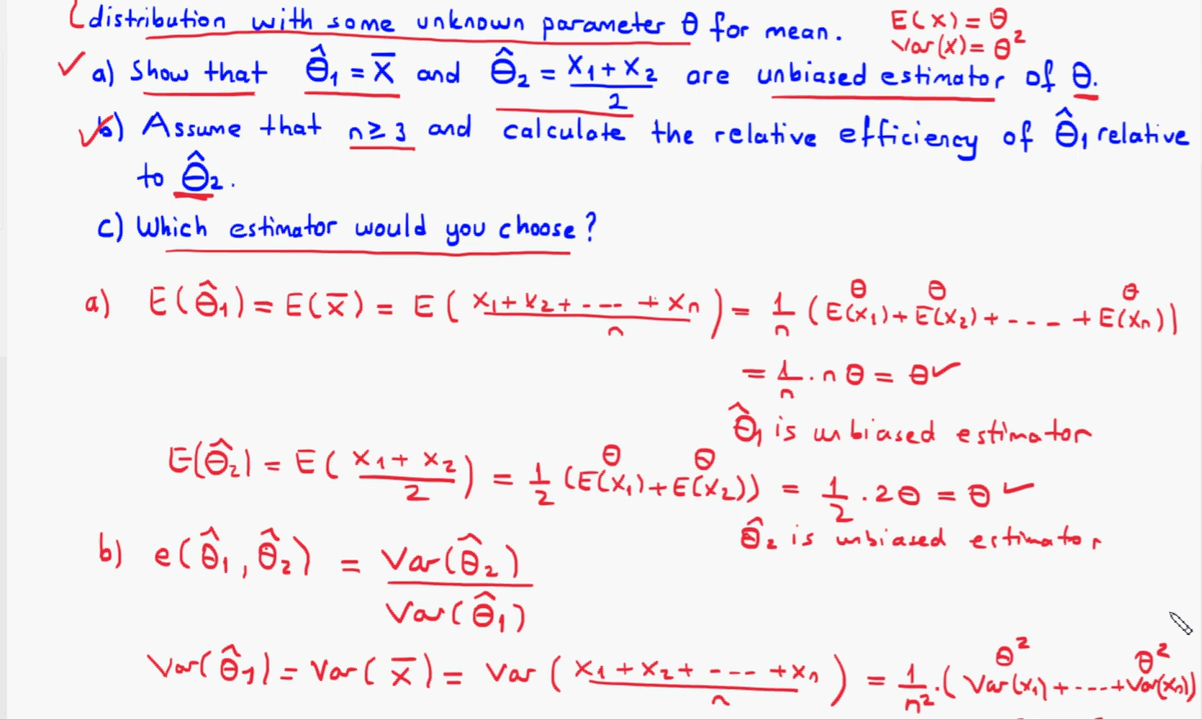 (distribution with some unknown parameter θ for mean. E(X) = θ
Var(X) = θ²
a) Show that θ̂₁ = X̅ and θ̂₂ = (X₁ + X₂)/2 are unbiased estimator of θ.
b) Assume that n ≥ 3 and calculate the relative efficiency of θ̂₁ relative
to θ̂₂.
c) Which estimator would you choose?
a) E(θ̂₁) = E(X̅) = E((X₁ + X₂ + --- + Xₙ)/n) = 1/n (E(X₁) + E(X₂) + ---- + E(Xₙ)) θ θ θ
= 1/n . n θ = θ ✓
θ̂₁ is unbiased estimator
E(θ̂₂) = E((X₁ + X₂)/2) = 1/2 (E(X₁) + E(X₂)) = 1/2 . 2θ = θ ✓ θ θ
θ̂₂ is unbiased estimator
b) e(θ̂₁, θ̂₂) = Var(θ̂₂)/Var(θ̂₁)
Var(θ̂₁) = Var(X̅) = Var((X₁ + X₂ + ---- + Xₙ)/n) = 1/n² . (Var(X₁) + ---- + Var(Xₙ)) θ² θ²